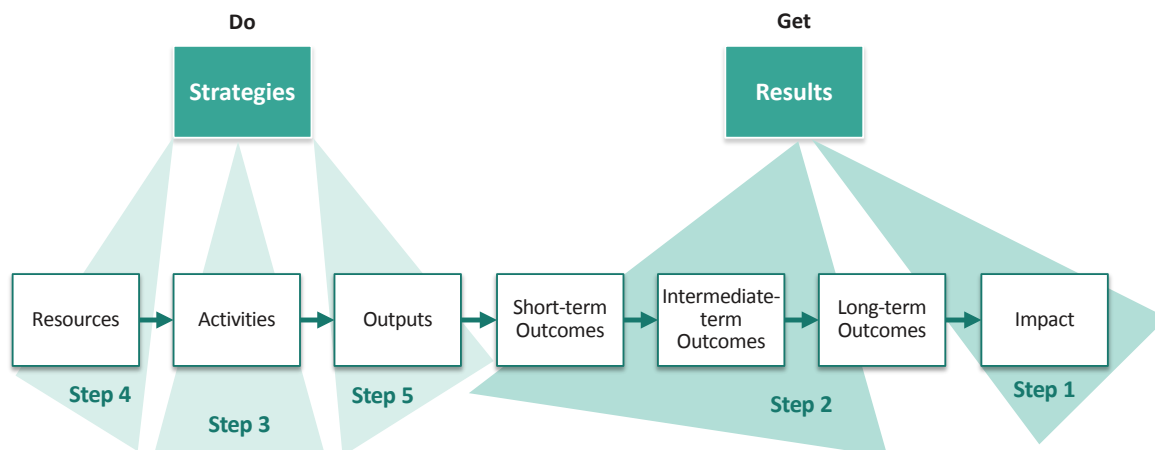 Do
Get
Strategies
Results
Resources
Activities
Outputs
Short-term
Outcomes
Intermediate-
term
Outcomes
Long-term
Outcomes
Impact
Step 4
Step 3
Step 5
Step 2
Step 1